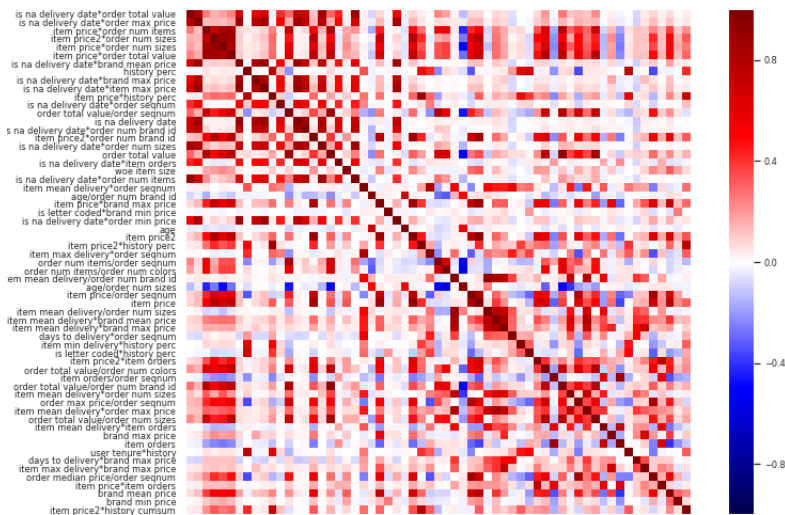 is na delivery date*order total value
is na delivery date*order max price
item price*order num items
item price2*order num sizes
item price*order num sizes
item price*order total value
is na delivery date*brand mean price
history perc
is na delivery date*brand max price
is na delivery date*item max price
item price*history perc
is na delivery date*order seqnum
order total value/order seqnum
is na delivery date
s na delivery date*order num brand id
item price2*order num brand id
is na delivery date*order num sizes
order total value
is na delivery date*item orders
woe item size
is na delivery date*order num items
item mean delivery*order seqnum
age/order num brand id
item price*brand max price
is letter coded*brand min price
is na delivery date*order min price
age
item price2
item price2*history perc
item max delivery*order seqnum
order num items/order seqnum
order num items/order num colors
em mean delivery/order num brand id
age/order num sizes
item price/order seqnum
item price
item mean delivery/order num sizes
item mean delivery*brand mean price
item mean delivery*brand max price
days to delivery*order seqnum
item min delivery*history perc
is letter coded*history perc
item price2*item orders
order total value/order num colors
item orders/order seqnum
order total value/order num brand id
item mean delivery*order num sizes
order max price/order seqnum
item mean delivery*order max price
order total value/order num sizes
item mean delivery*item orders
brand max price
item orders
user tenure*history
days to delivery*brand max price
item max delivery*brand max price
order median price/order seqnum
item price*item orders
brand mean price
brand min price
item price2*history cumsum
0.8
0.4
0.0
−0.4
−0.8